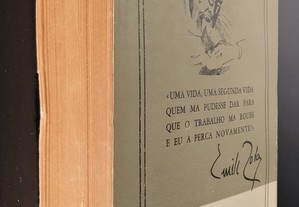 «UMA VIDA, UMA SEGUNDA VIDA
QUEM MA PUDESSE DAR PARA
QUE O TRABALHO MA ROUBE
E EU A PERCA NOVAMENTE!»
Emile Zola